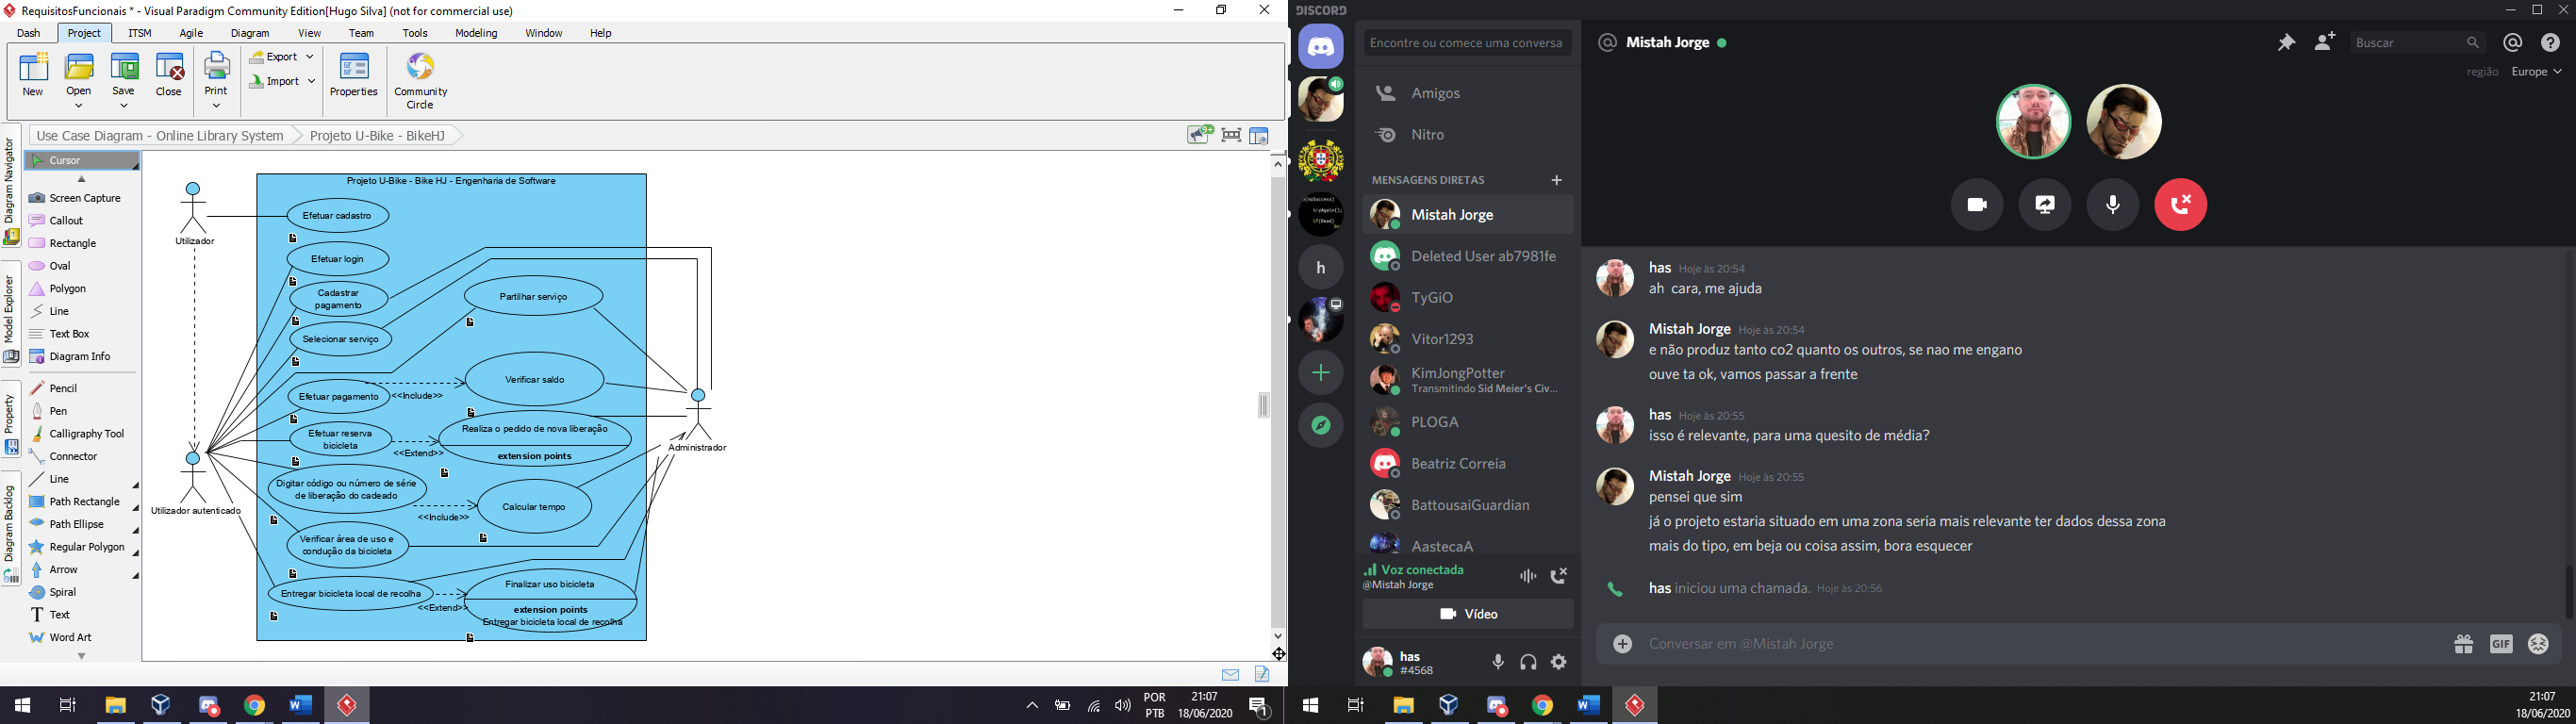 RequisitosFuncionais * - Visual Paradigm Community Edition[Hugo Silva] (not for commercial use)
Dash Project ITSM Agile Diagram View Team Tools Modeling Window Help
New Open Save Close Print Export Import Properties Community Circle
Use Case Diagram - Online Library System Projeto U-Bike - BikeHJ
9+
Diagram Navigator
Model Explorer
Property
Diagram Backlog
Cursor
Screen Capture
Callout
Rectangle
Oval
Polygon
Line
Text Box
Diagram Info
Pencil
Pen
Calligraphy Tool
Connector
Line
Path Rectangle
Path Ellipse
Regular Polygon
Arrow
Spiral
Text
Word Art
Projeto U-Bike - Bike HJ - Engenharia de Software
Utilizador
Utilizador autenticado
Administrador
Efetuar cadastro
Efetuar login
Cadastrar
pagamento
Partilhar serviço
Selecionar serviço
Verificar saldo
Efetuar pagamento
<<Include>>
Efetuar reserva
bicicleta
<<Extend>>
Realiza o pedido de nova liberação
extension points
Digitar código ou número de série
de liberação do cadeado
<<Include>>
Calcular tempo
Verificar área de uso e
condução da bicicleta
Entregar bicicleta local de recolha
<<Extend>>
Finalizar uso bicicleta
extension points
Entregar bicicleta local de recolha
POR
PTB
21:07
18/06/2020
1
DISCORD
h
Encontre ou comece uma conversa
Amigos
Nitro
MENSAGENS DIRETAS
Mistah Jorge
Deleted User ab7981fe
TyGiO
Vitor1293
KimJongPotter
Transmitindo Sid Meier's Civ...
PLOGA
Beatriz Correia
BattousaiGuardian
AastecaA
Voz conectada
@Mistah Jorge
Vídeo
has
#4568
Mistah Jorge
Buscar
região Europe
has Hoje às 20:54
ah cara, me ajuda
Mistah Jorge Hoje às 20:54
e não produz tanto co2 quanto os outros, se nao me engano
ouve ta ok, vamos passar a frente
has Hoje às 20:55
isso é relevante, para uma quesito de média?
Mistah Jorge Hoje às 20:55
pensei que sim
já o projeto estaria situado em uma zona seria mais relevante ter dados dessa zona
mais do tipo, em beja ou coisa assim, bora esquecer
has iniciou uma chamada. Hoje às 20:56
Conversar em @Mistah Jorge
GIF
21:07
18/06/2020